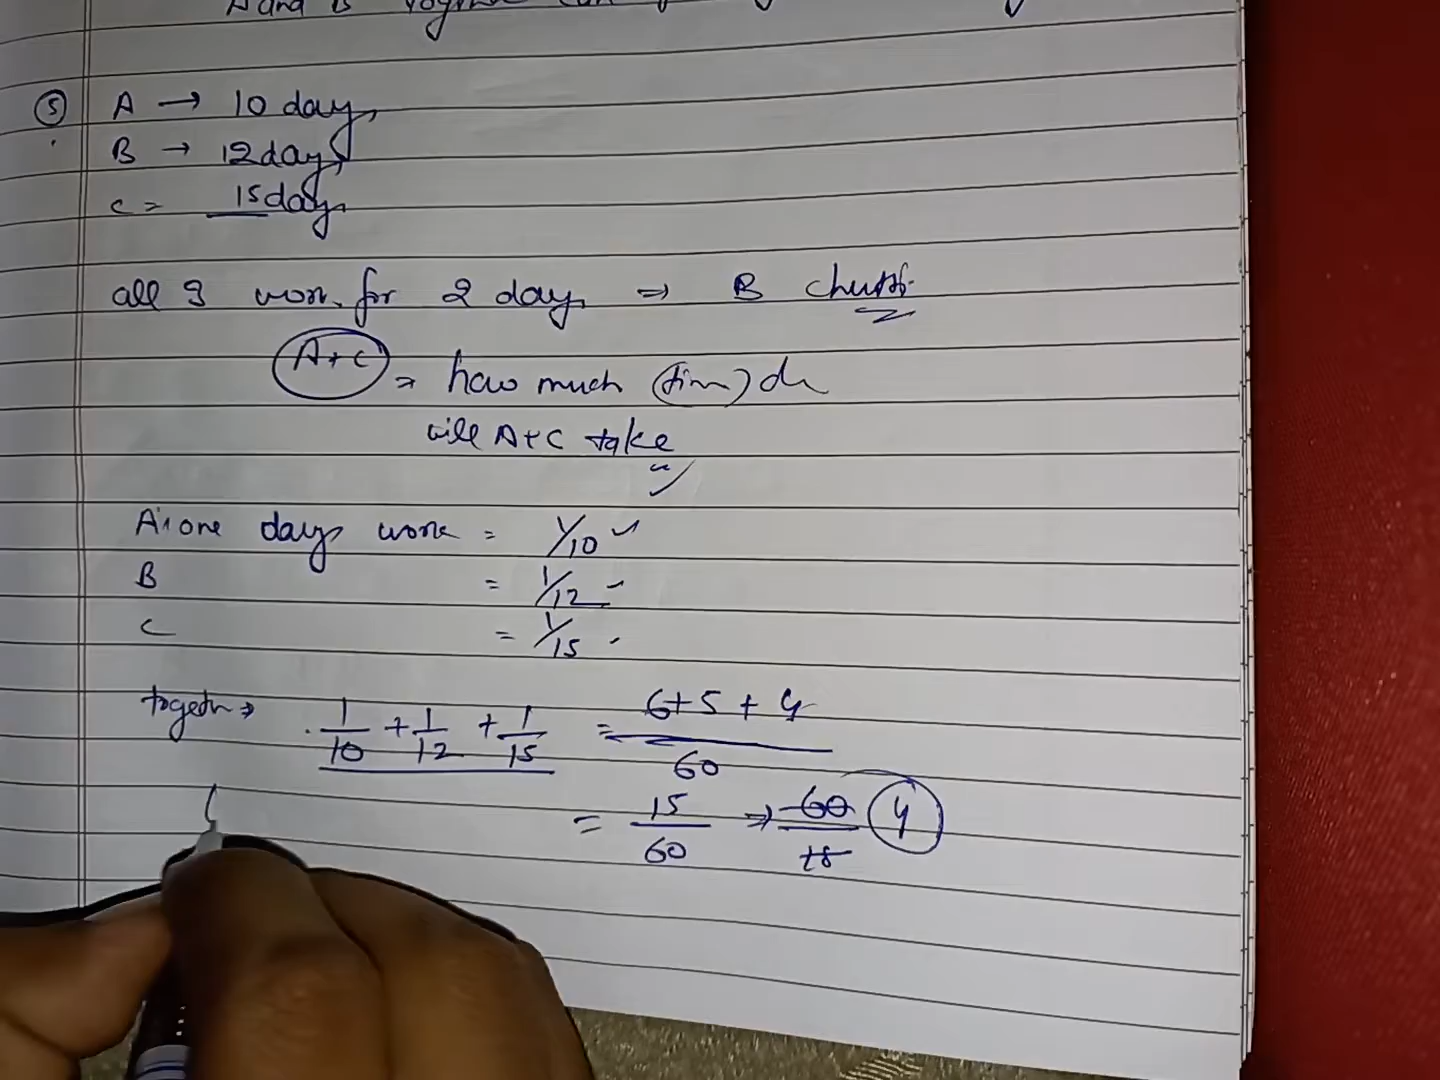 A and B
⑤ A → 10 days
B → 12 days
C = 15 days
all 3 work for 2 days ⇒ B
A+C ⇒ how much (time)
will A+C take
A's one days work = 1/10
B = 1/12
C = 1/15
together → 1/10 + 1/12 + 1/15 = 6+5+4/60
= 15/60 ⇒ 60/15 4